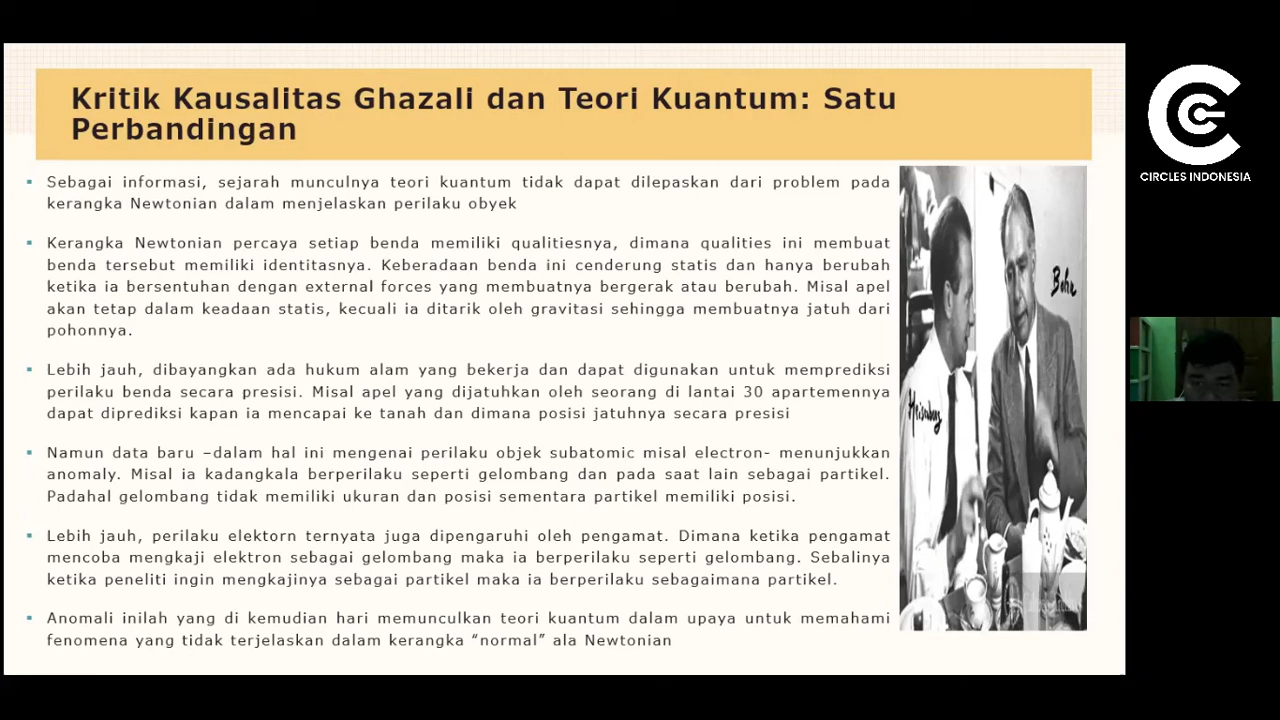 Kritik Kausalitas Ghazali dan Teori Kuantum: Satu
Perbandingan
Sebagai informasi, sejarah munculnya teori kuantum tidak dapat dilepaskan dari problem pada
kerangka Newtonian dalam menjelaskan perilaku obyek
Kerangka Newtonian percaya setiap benda memiliki qualitiesnya, dimana qualities ini membuat
benda tersebut memiliki identitasnya. Keberadaan benda ini cenderung statis dan hanya berubah
ketika ia bersentuhan dengan external forces yang membuatnya bergerak atau berubah. Misal apel
akan tetap dalam keadaan statis, kecuali ia ditarik oleh gravitasi sehingga membuatnya jatuh dari
pohonnya.
Lebih jauh, dibayangkan ada hukum alam yang bekerja dan dapat digunakan untuk memprediksi
perilaku benda secara presisi. Misal apel yang dijatuhkan oleh seorang di lantai 30 apartemennya
dapat diprediksi kapan ia mencapai ke tanah dan dimana posisi jatuhnya secara presisi
Namun data baru –dalam hal ini mengenai perilaku objek subatomic misal electron- menunjukkan
anomaly. Misal ia kadangkala berperilaku seperti gelombang dan pada saat lain sebagai partikel.
Padahal gelombang tidak memiliki ukuran dan posisi sementara partikel memiliki posisi.
Lebih jauh, perilaku elektorn ternyata juga dipengaruhi oleh pengamat. Dimana ketika pengamat
mencoba mengkaji elektron sebagai gelombang maka ia berperilaku seperti gelombang. Sebalinya
ketika peneliti ingin mengkajinya sebagai partikel maka ia berperilaku sebagaimana partikel.
Anomali inilah yang di kemudian hari memunculkan teori kuantum dalam upaya untuk memahami
fenomena yang tidak terjelaskan dalam kerangka “normal” ala Newtonian
Bohr
Heisenberg
CIRCLES INDONESIA